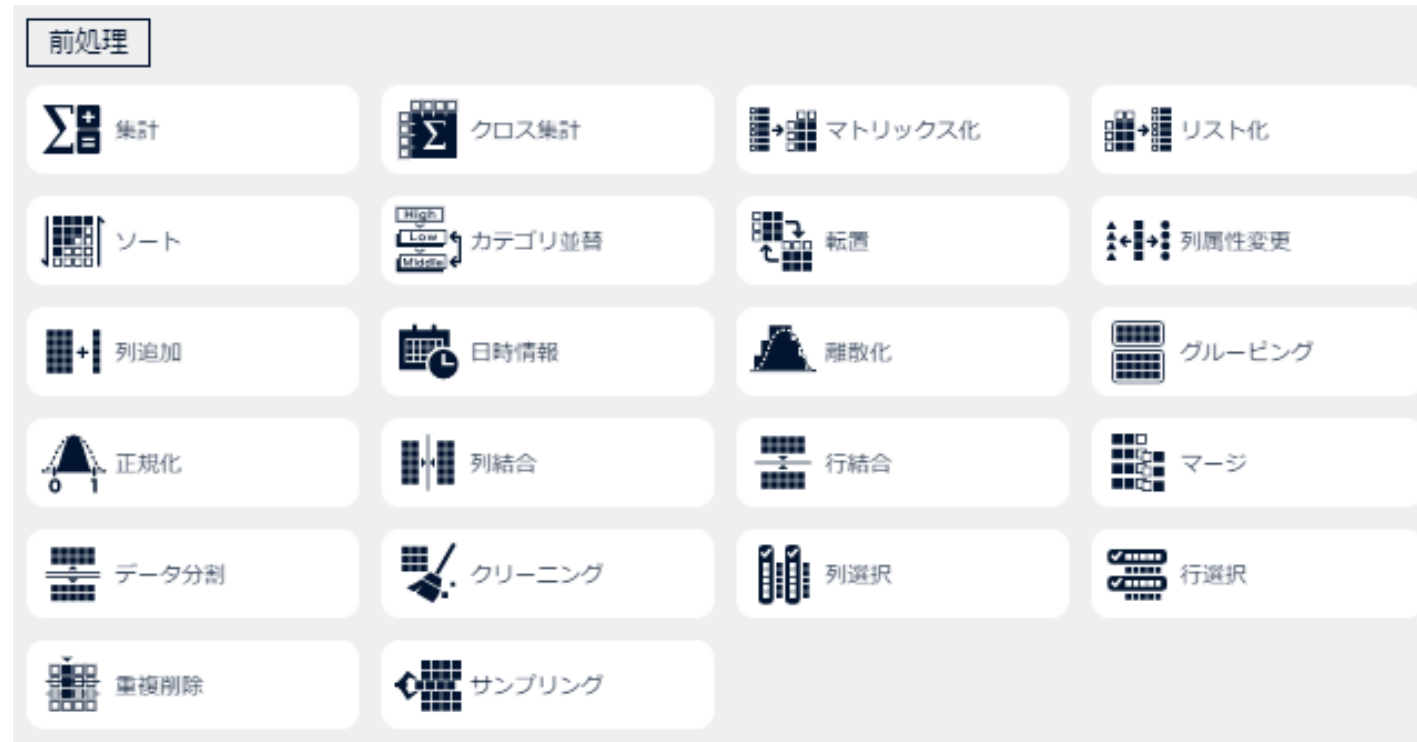 前処理
集計
クロス集計
マトリックス化
リスト化
ソート
High
Low
Middle
カテゴリ並替
転置
列属性変更
列追加
日時情報
離散化
グルーピング
正規化
0 1
列結合
行結合
マージ
データ分割
クリーニング
列選択
行選択
重複削除
サンプリング